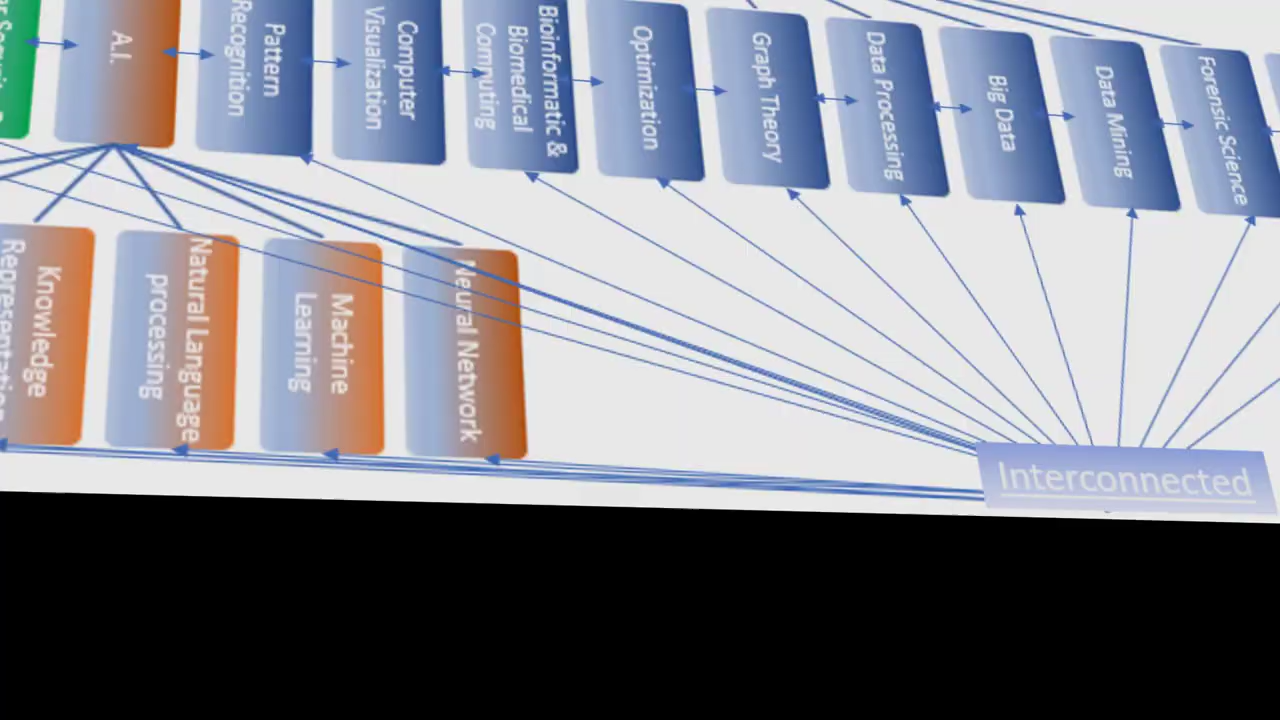 A.I.
Pattern
Recognition
Computer
Visualization
Bioinformatic &
Biomedical
Computing
Optimization
Graph Theory
Data Processing
Big Data
Data Mining
Forensic Science
Knowledge
Representation
Natural Language
processing
Machine
Learning
Neural Network
Interconnected